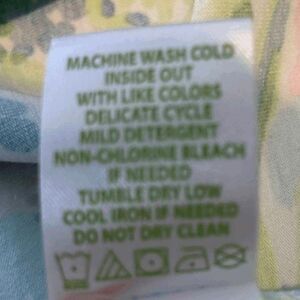 MACHINE WASH COLD
INSIDE OUT
WITH LIKE COLORS
DELICATE CYCLE
MILD DETERGENT
NON-CHLORINE BLEACH
IF NEEDED
TUMBLE DRY LOW
COOL IRON IF NEEDED
DO NOT DRY CLEAN